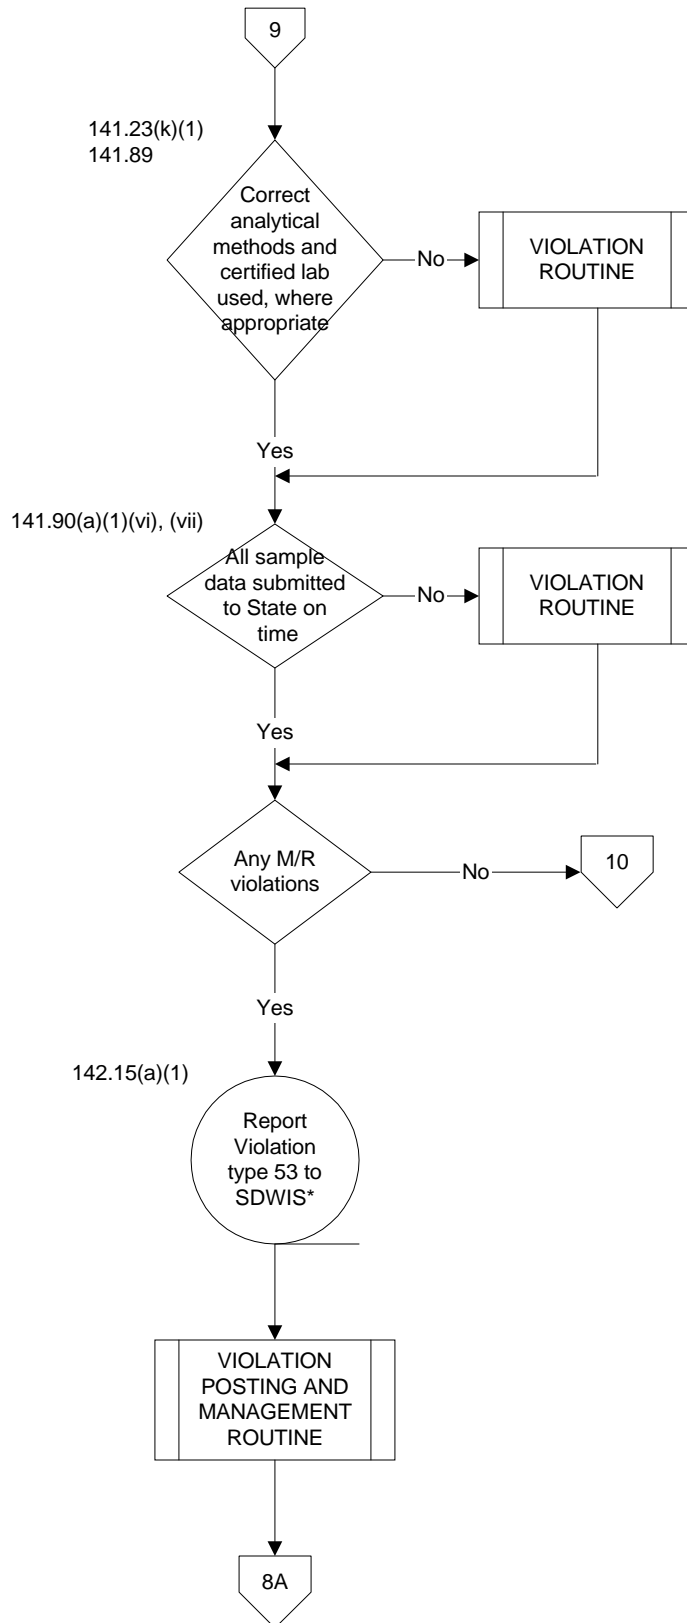 9
141.23(k)(1)
141.89
Correct
analytical
methods and
certified lab
used, where
appropriate
No
VIOLATION
ROUTINE
Yes
141.90(a)(1)(vi), (vii)
All sample
data submitted
to State on
time
No
VIOLATION
ROUTINE
Yes
Any M/R
violations
No
10
Yes
142.15(a)(1)
Report
Violation
type 53 to
SDWIS*
VIOLATION
POSTING AND
MANAGEMENT
ROUTINE
8A